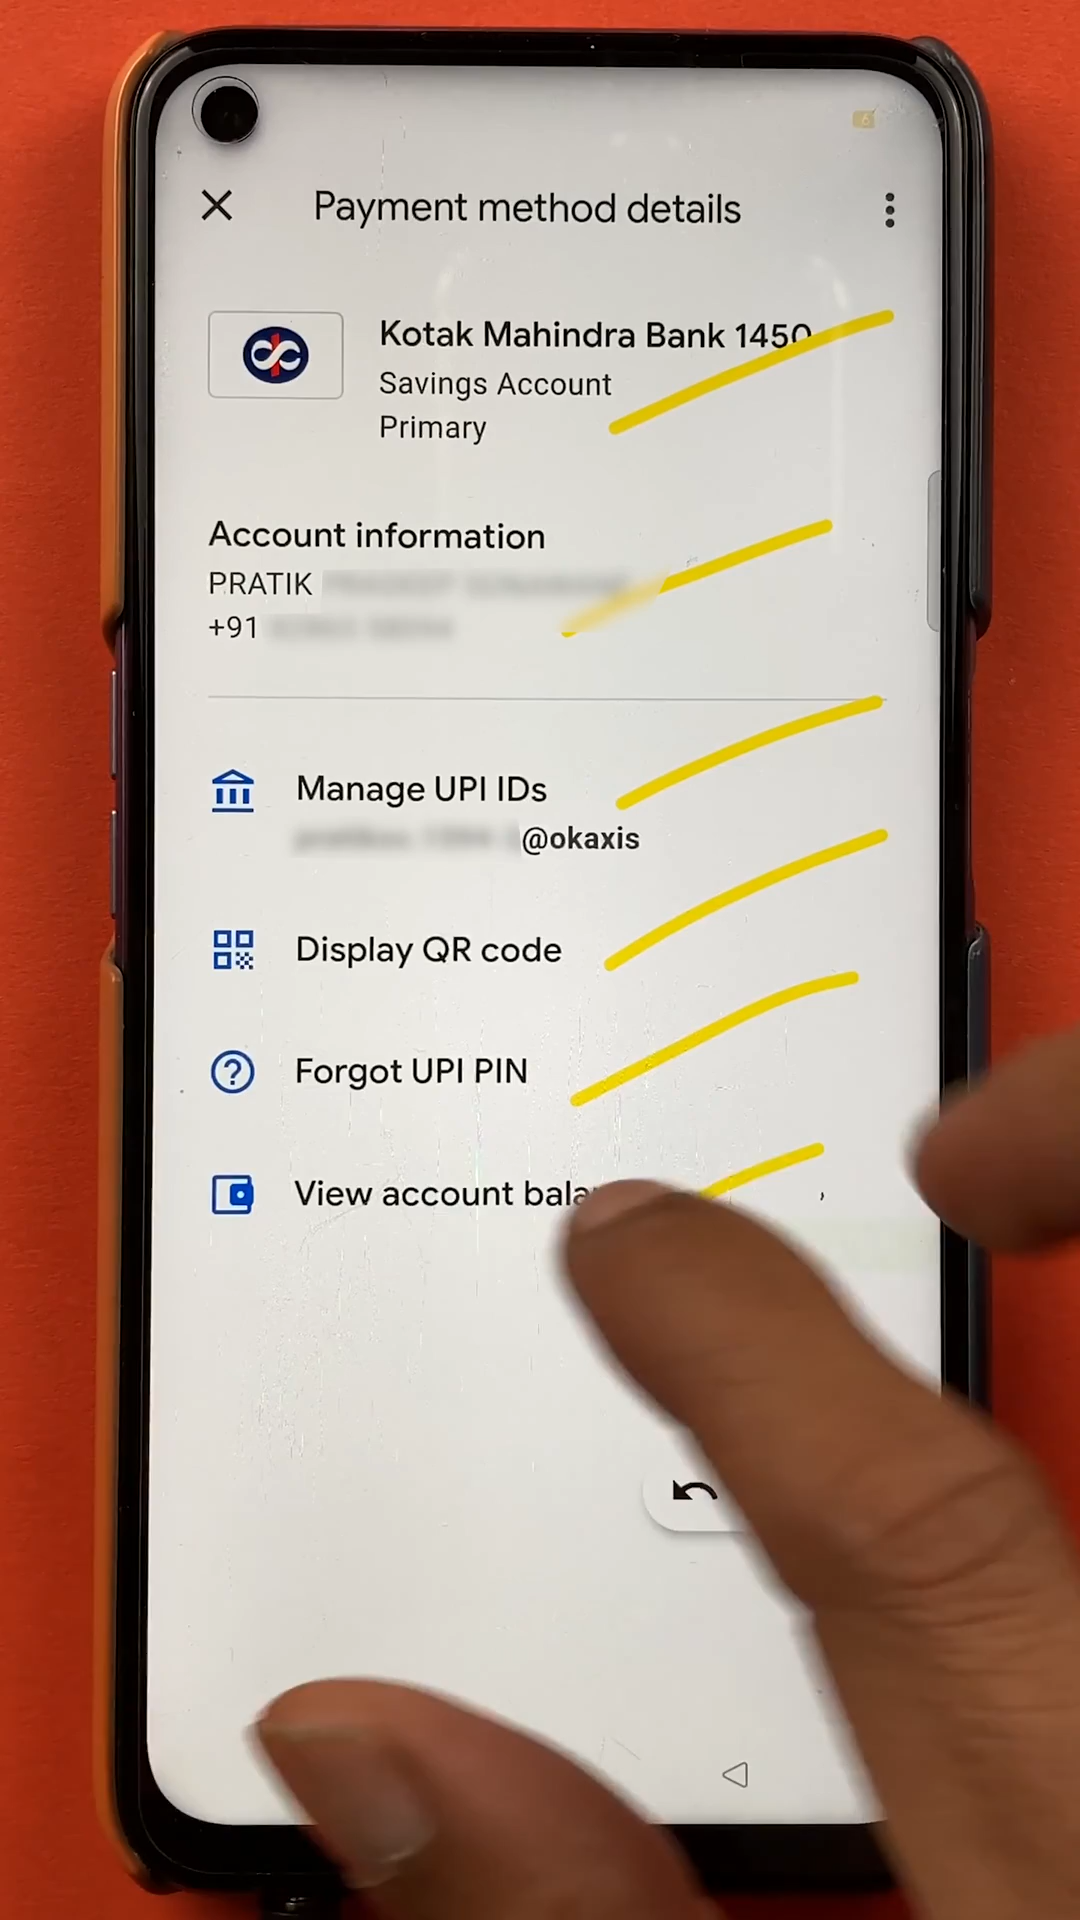 Payment method details
Kotak Mahindra Bank 1450
Savings Account
Primary
Account information
PRATIK
+91
Manage UPI IDs
@okaxis
Display QR code
Forgot UPI PIN
View account